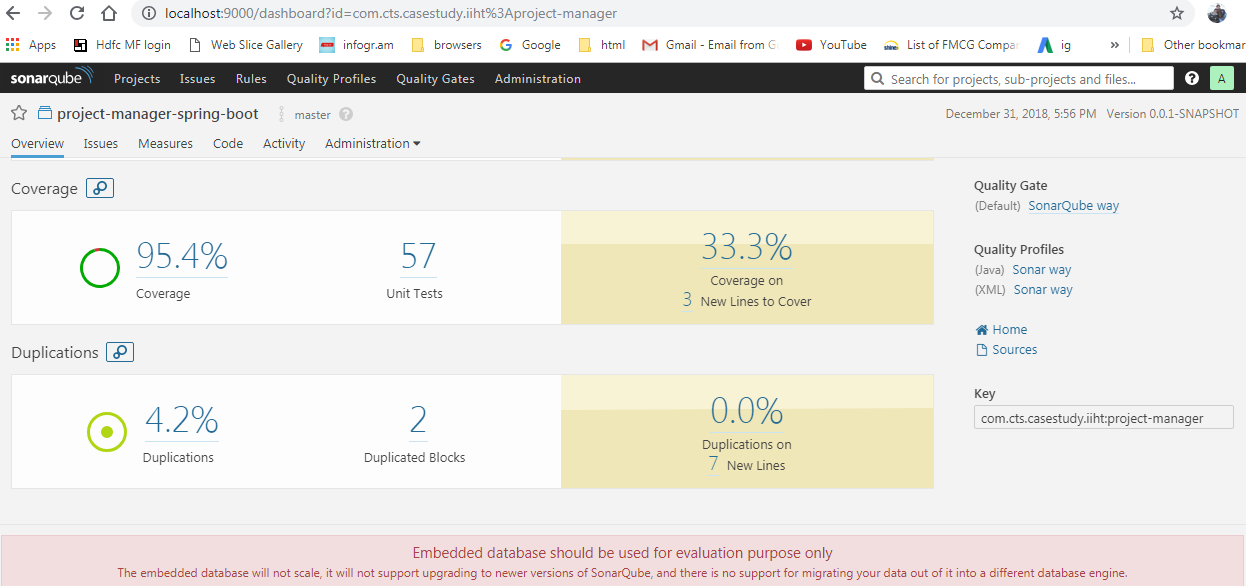 localhost:9000/dashboard?id=com.cts.casestudy.iiht%3Aproject-manager
Apps Hdfc MF login Web Slice Gallery infogr.am browsers Google html Gmail - Email from G YouTube List of FMCG Compa ig » Other bookmar
sonarqube Projects Issues Rules Quality Profiles Quality Gates Administration Search for projects, sub-projects and files... ? A
project-manager-spring-boot master ? December 31, 2018, 5:56 PM Version 0.0.1-SNAPSHOT
Overview Issues Measures Code Activity Administration
Coverage
95.4%
Coverage
57
Unit Tests
33.3%
Coverage on
3 New Lines to Cover
Duplications
4.2%
Duplications
2
Duplicated Blocks
0.0%
Duplications on
7 New Lines
Quality Gate
(Default) SonarQube way
Quality Profiles
(Java) Sonar way
(XML) Sonar way
Home
Sources
Key
com.cts.casestudy.iiht:project-manager
Embedded database should be used for evaluation purpose only
The embedded database will not scale, it will not support upgrading to newer versions of SonarQube, and there is no support for migrating your data out of it into a different database engine.